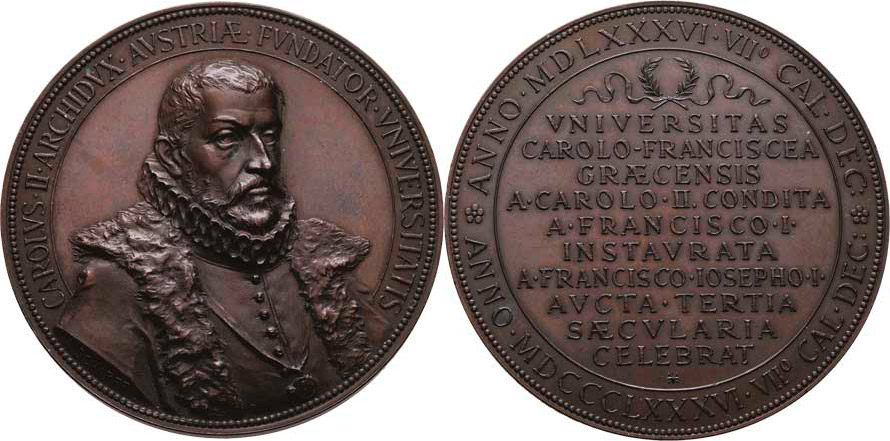 CAROLVS · II · ARCHIDVX · AVSTRIÆ · FVNDATOR · VNIVERSITATIS
ANNO · MDLXXXVI · VII° CAL · DEC ·
ANNO · MDCCCLXXXVI · VII° CAL · DEC :
VNIVERSITAS
CAROLO-FRANCISCEA
GRÆCENSIS
A · CAROLO · II · CONDITA
A · FRANCISCO · I ·
INSTAVRATA
A · FRANCISCO · IOSEPHO · I ·
AVCTA · TERTIA
SÆCVLARIA
CELEBRAT